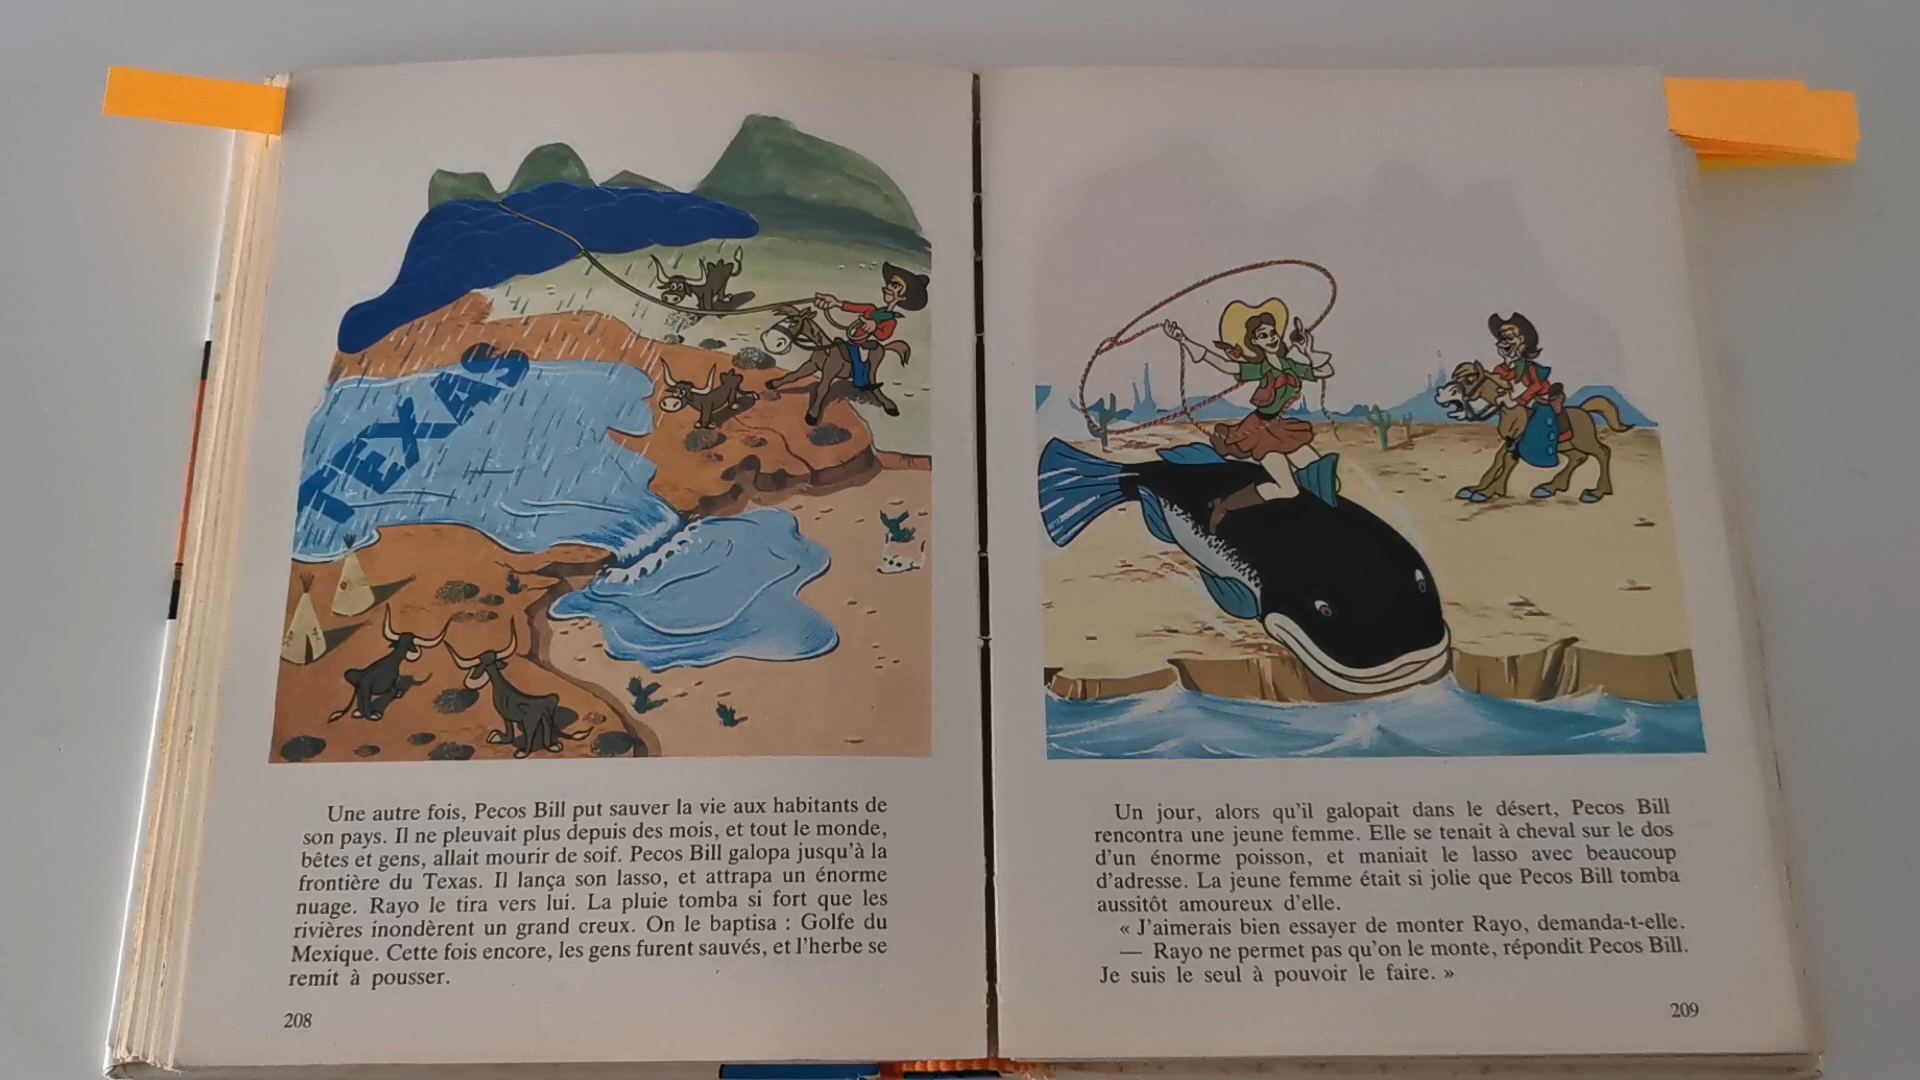 TEXAS
Une autre fois, Pecos Bill put sauver la vie aux habitants de
son pays. Il ne pleuvait plus depuis des mois, et tout le monde,
bêtes et gens, allait mourir de soif. Pecos Bill galopa jusqu'à la
frontière du Texas. Il lança son lasso, et attrapa un énorme
nuage. Rayo le tira vers lui. La pluie tomba si fort que les
rivières inondèrent un grand creux. On le baptisa : Golfe du
Mexique. Cette fois encore, les gens furent sauvés, et l'herbe se
remit à pousser.
208
Un jour, alors qu'il galopait dans le désert, Pecos Bill
rencontra une jeune femme. Elle se tenait à cheval sur le dos
d'un énorme poisson, et maniait le lasso avec beaucoup
d'adresse. La jeune femme était si jolie que Pecos Bill tomba
aussitôt amoureux d'elle.
« J'aimerais bien essayer de monter Rayo, demanda-t-elle.
— Rayo ne permet pas qu'on le monte, répondit Pecos Bill.
Je suis le seul à pouvoir le faire. »
209